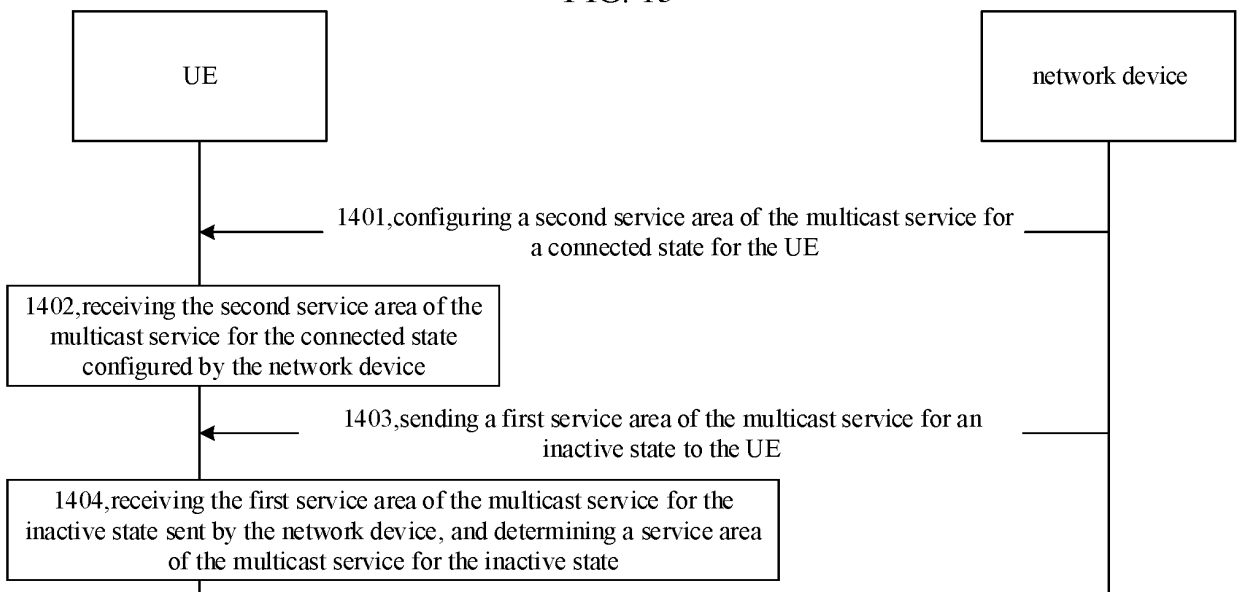 UE
network device
1401,configuring a second service area of the multicast service for
a connected state for the UE
1402,receiving the second service area of the
multicast service for the connected state
configured by the network device
1403,sending a first service area of the multicast service for an
inactive state to the UE
1404,receiving the first service area of the multicast service for the
inactive state sent by the network device, and determining a service area
of the multicast service for the inactive state